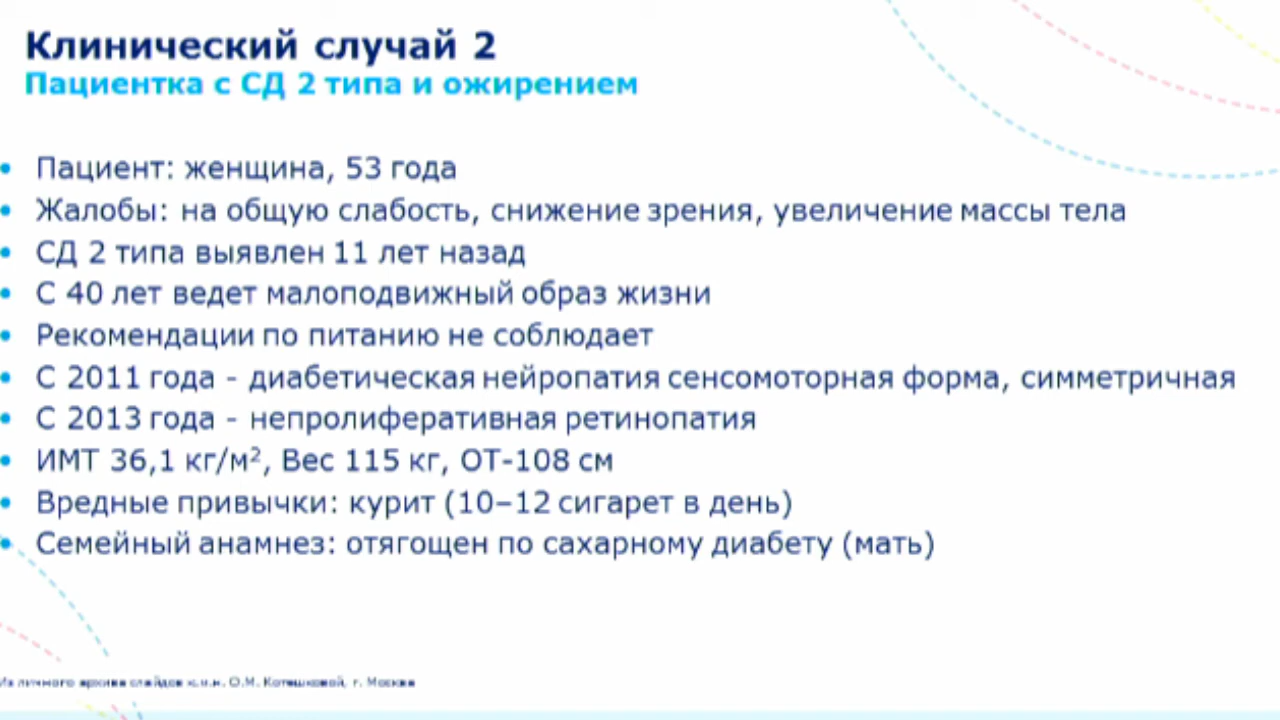 Клинический случай 2
Пациентка с СД 2 типа и ожирением
• Пациент: женщина, 53 года
• Жалобы: на общую слабость, снижение зрения, увеличение массы тела
• СД 2 типа выявлен 11 лет назад
• С 40 лет ведет малоподвижный образ жизни
• Рекомендации по питанию не соблюдает
• С 2011 года - диабетическая нейропатия сенсомоторная форма, симметричная
• С 2013 года - непролиферативная ретинопатия
• ИМТ 36,1 кг/м², Вес 115 кг, ОТ-108 см
• Вредные привычки: курит (10–12 сигарет в день)
• Семейный анамнез: отягощен по сахарному диабету (мать)
Из личного архива слайдов к.м.н. О.М. Котешковой, г. Москва